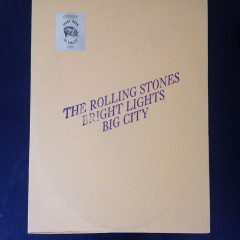 THE ROLLING STONES
BRIGHT LIGHTS
BIG CITY